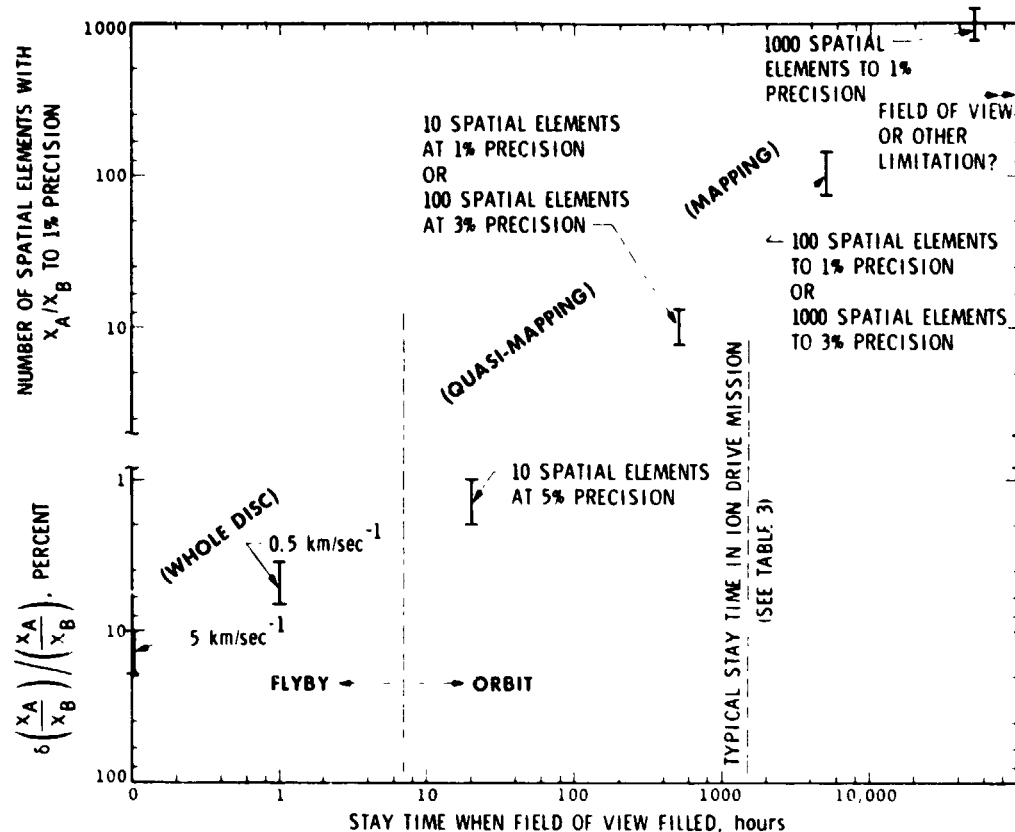 NUMBER OF SPATIAL ELEMENTS WITH
X_A/X_B TO 1% PRECISION
δ(X_A/X_B)/(X_A/X_B), PERCENT
1000
100
10
1
10
100
1000 SPATIAL
ELEMENTS TO 1%
PRECISION
FIELD OF VIEW
OR OTHER
LIMITATION?
10 SPATIAL ELEMENTS
AT 1% PRECISION
OR
100 SPATIAL ELEMENTS
AT 3% PRECISION
(MAPPING)
100 SPATIAL ELEMENTS
TO 1% PRECISION
OR
1000 SPATIAL ELEMENTS
TO 3% PRECISION
(QUASI-MAPPING)
10 SPATIAL ELEMENTS
AT 5% PRECISION
(WHOLE DISC)
0.5 km/sec⁻¹
5 km/sec⁻¹
FLYBY
ORBIT
TYPICAL STAY TIME IN ION DRIVE MISSION
(SEE TABLE 3)
0 1 10 100 1000 10,000
STAY TIME WHEN FIELD OF VIEW FILLED, hours